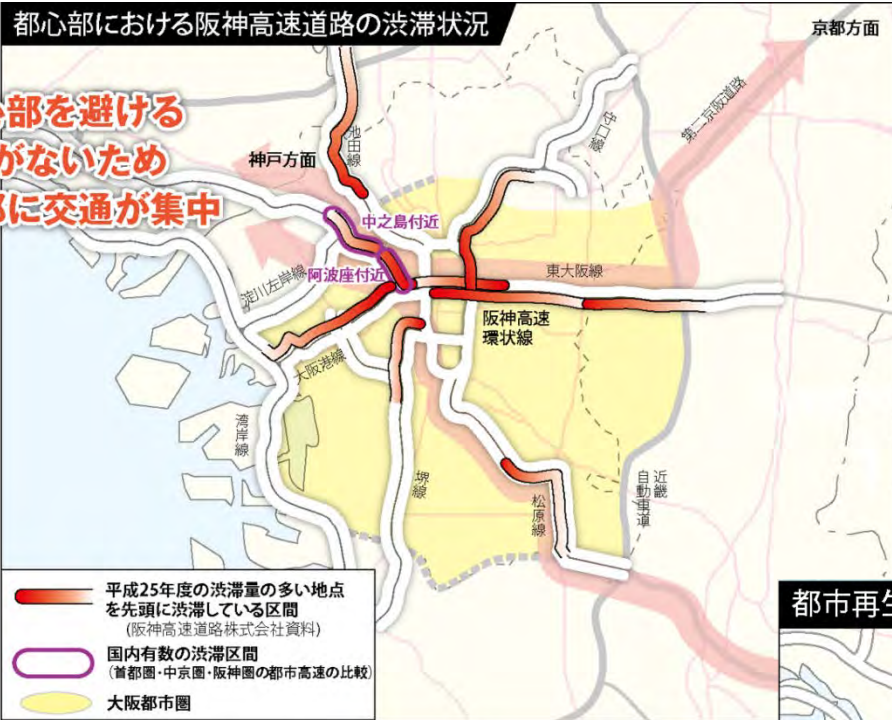 都心部における阪神高速道路の渋滞状況
京都方面
部を避ける
がないため
に交通が集中
神戸方面
池田線
守口線
第二京阪道路
中之島付近
阿波座付近
淀川左岸線
東大阪線
阪神高速
環状線
大阪港線
湾岸線
堺線
松原線
近畿
自動車道
平成25年度の渋滞量の多い地点
を先頭に渋滞している区間
(阪神高速道路株式会社資料)
国内有数の渋滞区間
(首都圏・中京圏・阪神圏の都市高速の比較)
大阪都市圏
都市再生